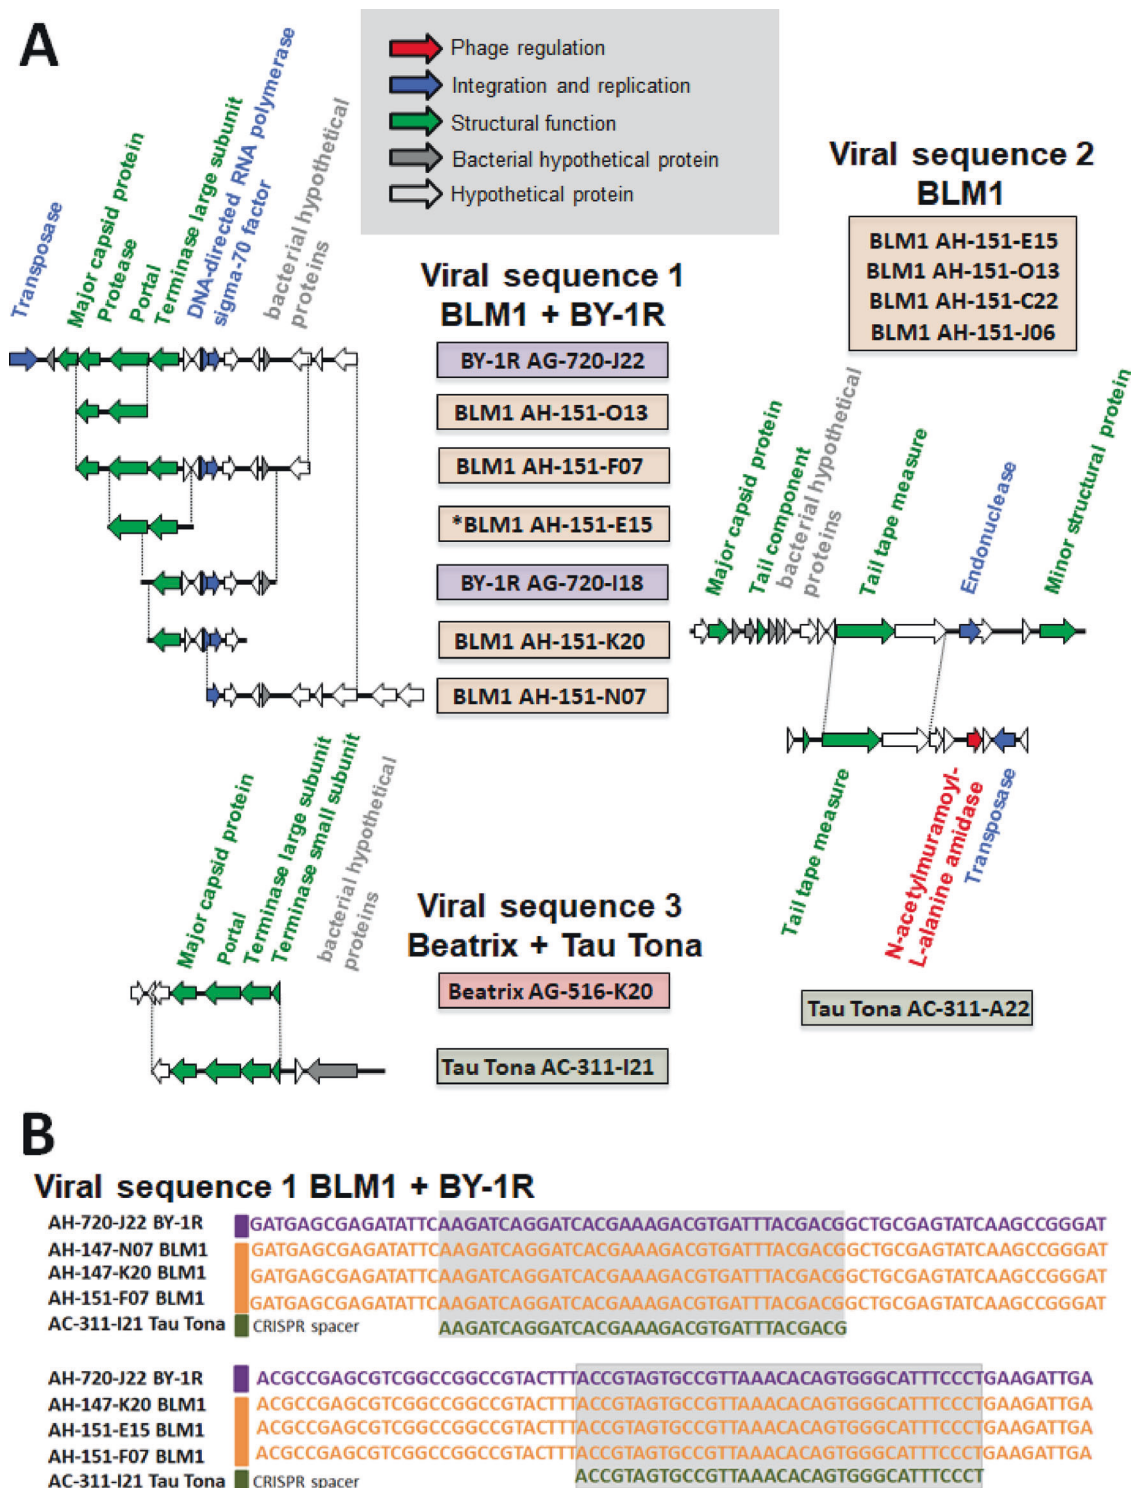 A
Phage regulation
Integration and replication
Structural function
Bacterial hypothetical protein
Hypothetical protein
Transposase
Major capsid protein
Protease
Portal
Terminase large subunit
DNA-directed RNA polymerase
sigma-70 factor
bacterial hypothetical
proteins
Viral sequence 1
BLM1 + BY-1R
BY-1R AG-720-J22
BLM1 AH-151-O13
BLM1 AH-151-F07
*BLM1 AH-151-E15
BY-1R AG-720-I18
BLM1 AH-151-K20
BLM1 AH-151-N07
Viral sequence 2
BLM1
BLM1 AH-151-E15
BLM1 AH-151-O13
BLM1 AH-151-C22
BLM1 AH-151-J06
Major capsid protein
Tail component
bacterial hypothetical
proteins
Tail tape measure
Endonuclease
Minor structural protein
Tail tape measure
N-acetylmuramoyl-
L-alanine amidase
Transposase
Tau Tona AC-311-A22
Major capsid protein
Portal
Terminase large subunit
Terminase small subunit
bacterial hypothetical
proteins
Viral sequence 3
Beatrix + Tau Tona
Beatrix AG-516-K20
Tau Tona AC-311-I21
B
Viral sequence 1 BLM1 + BY-1R
AH-720-J22 BY-1R GATGAGCGAGATATTCAAGATCAGGATCACGAAAGACGTGATTTACGACGGCTGCGAGTATCAAGCCGGGAT
AH-147-N07 BLM1 GATGAGCGAGATATTCAAGATCAGGATCACGAAAGACGTGATTTACGACGGCTGCGAGTATCAAGCCGGGAT
AH-147-K20 BLM1 GATGAGCGAGATATTCAAGATCAGGATCACGAAAGACGTGATTTACGACGGCTGCGAGTATCAAGCCGGGAT
AH-151-F07 BLM1 GATGAGCGAGATATTCAAGATCAGGATCACGAAAGACGTGATTTACGACGGCTGCGAGTATCAAGCCGGGAT
AC-311-I21 Tau Tona CRISPR spacer AAGATCAGGATCACGAAAGACGTGATTTACGACG
AH-720-J22 BY-1R ACGCCGAGCGTCGGCCGGCCGTACTTTACCGTAGTGCCGTTAAACACAGTGGGCATTTCCCTGAAGATTGA
AH-147-K20 BLM1 ACGCCGAGCGTCGGCCGGCCGTACTTTACCGTAGTGCCGTTAAACACAGTGGGCATTTCCCTGAAGATTGA
AH-151-E15 BLM1 ACGCCGAGCGTCGGCCGGCCGTACTTTACCGTAGTGCCGTTAAACACAGTGGGCATTTCCCTGAAGATTGA
AH-151-F07 BLM1 ACGCCGAGCGTCGGCCGGCCGTACTTTACCGTAGTGCCGTTAAACACAGTGGGCATTTCCCTGAAGATTGA
AC-311-I21 Tau Tona CRISPR spacer ACCGTAGTGCCGTTAAACACAGTGGGCATTTCCCT